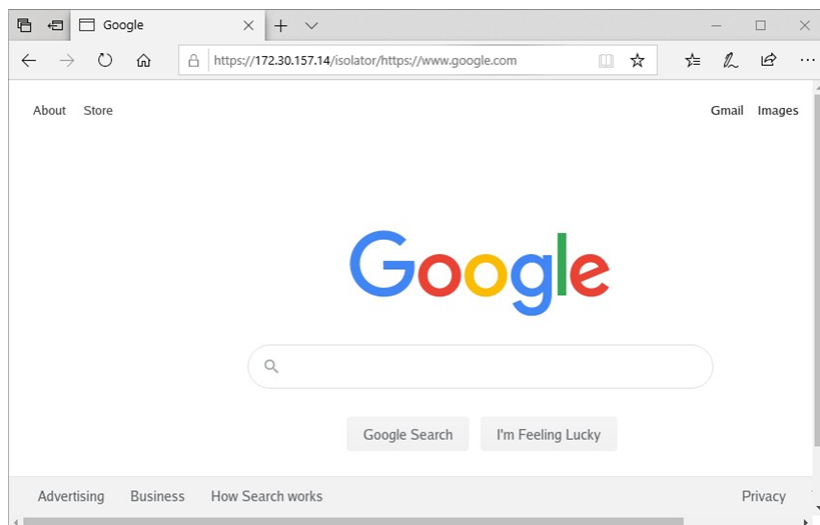 Google
https://172.30.157.14/isolator/https://www.google.com
About Store Gmail Images
Google
Google Search I'm Feeling Lucky
Advertising Business How Search works Privacy